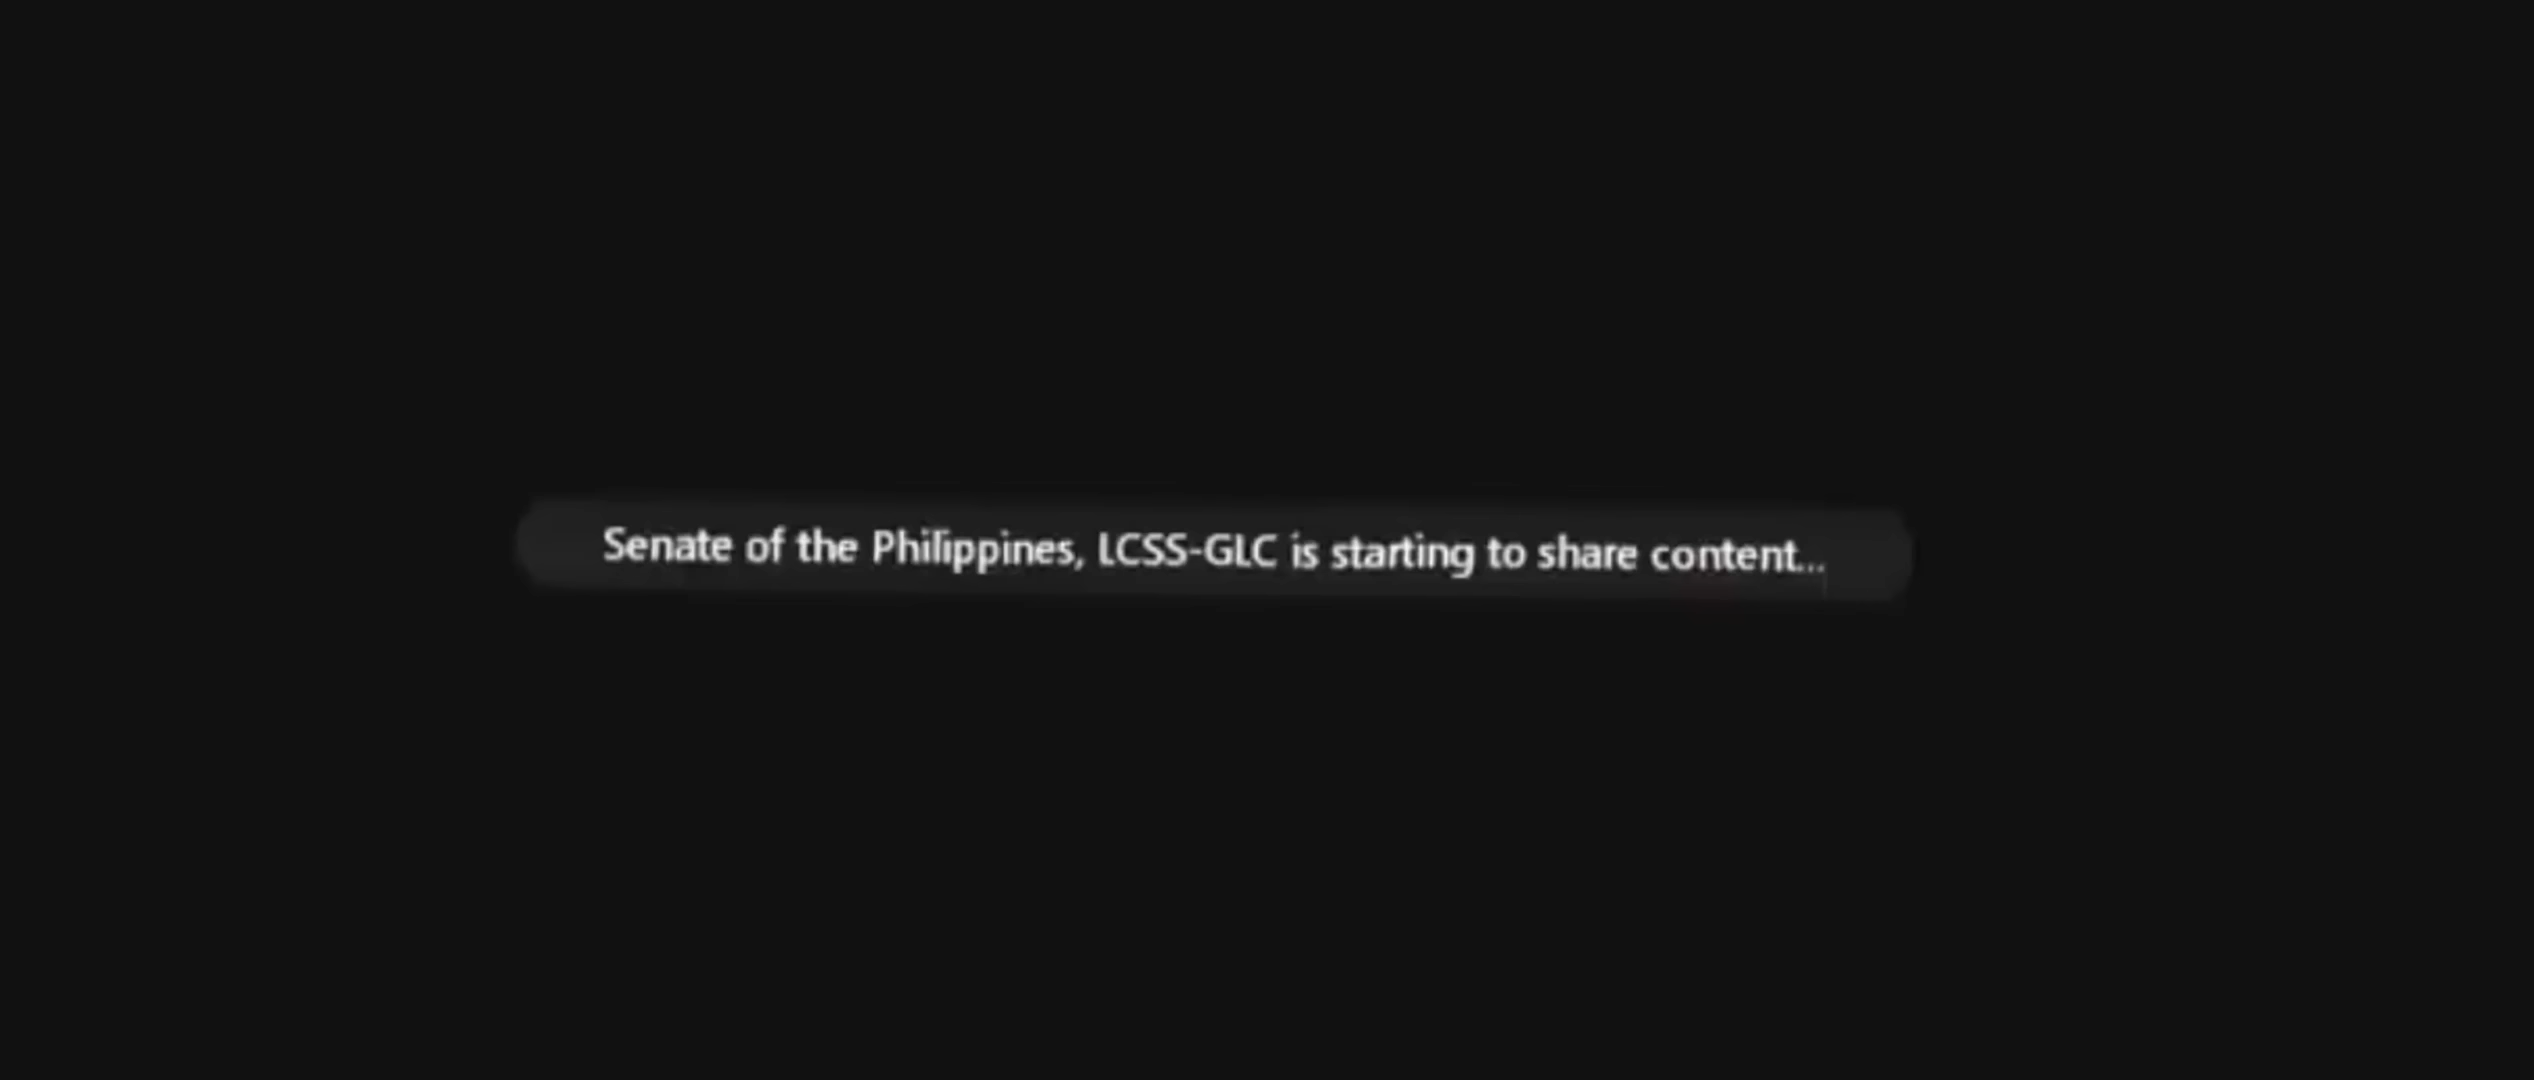 Senate of the Philippines, LCSS-GLC is starting to share content...